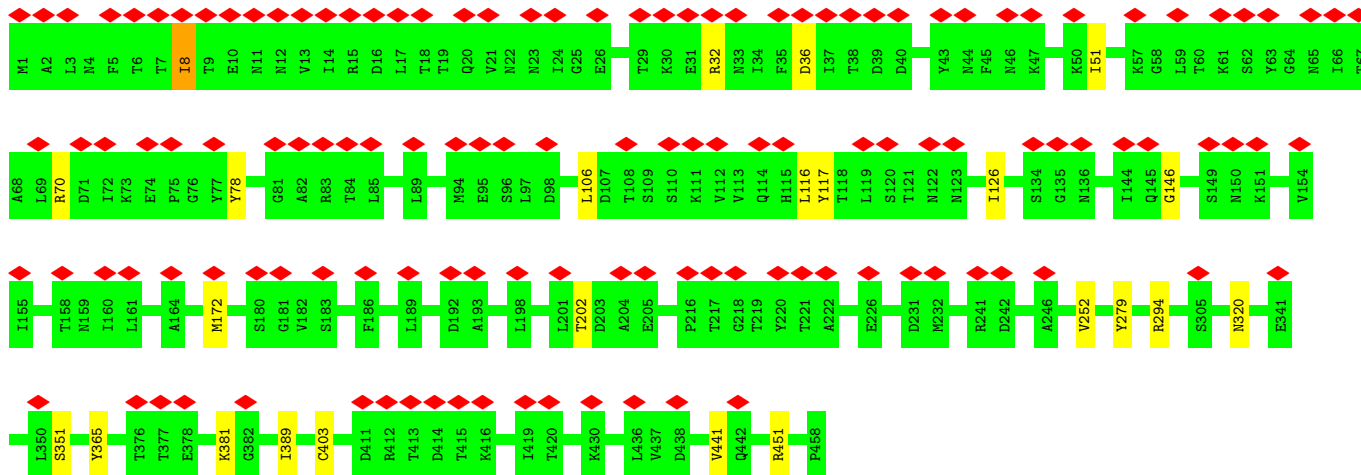 M1 A2 L3 N4 F5 T6 T7 I8 T9 E10 N11 N12 V13 I14 R15 D16 L17 T18 T19 Q20 V21 N22 N23 I24 G25 E26 T29 K30 E31 R32 N33 I34 F35 D36 I37 T38 D39 D40 Y43 N44 F45 N46 K47 K50 I51 K57 G58 L59 T60 K61 S62 Y63 G64 N65 I66 T67
A68 L69 R70 D71 I72 K73 E74 P75 G76 Y77 Y78 G81 A82 R83 T84 L85 L89 M94 E95 S96 L97 D98 L106 D107 T108 S109 S110 K111 V112 V113 Q114 H115 L116 Y117 T118 L119 S120 T121 N122 N123 I126 S134 G135 N136 I144 Q145 G146 S149 N150 K151 V154
I155 T158 N159 I160 L161 A164 M172 S180 G181 V182 S183 F186 L189 D192 A193 L198 L201 T202 D203 A204 E205 P216 T217 G218 T219 Y220 T221 A222 E226 D231 M232 R241 D242 A246 V252 Y279 R294 S305 N320 E341
L350 S351 Y365 T376 T377 E378 K381 G382 I389 C403 D411 R412 T413 D414 T415 K416 I419 T420 K430 L436 V437 D438 V441 Q442 R451 P458